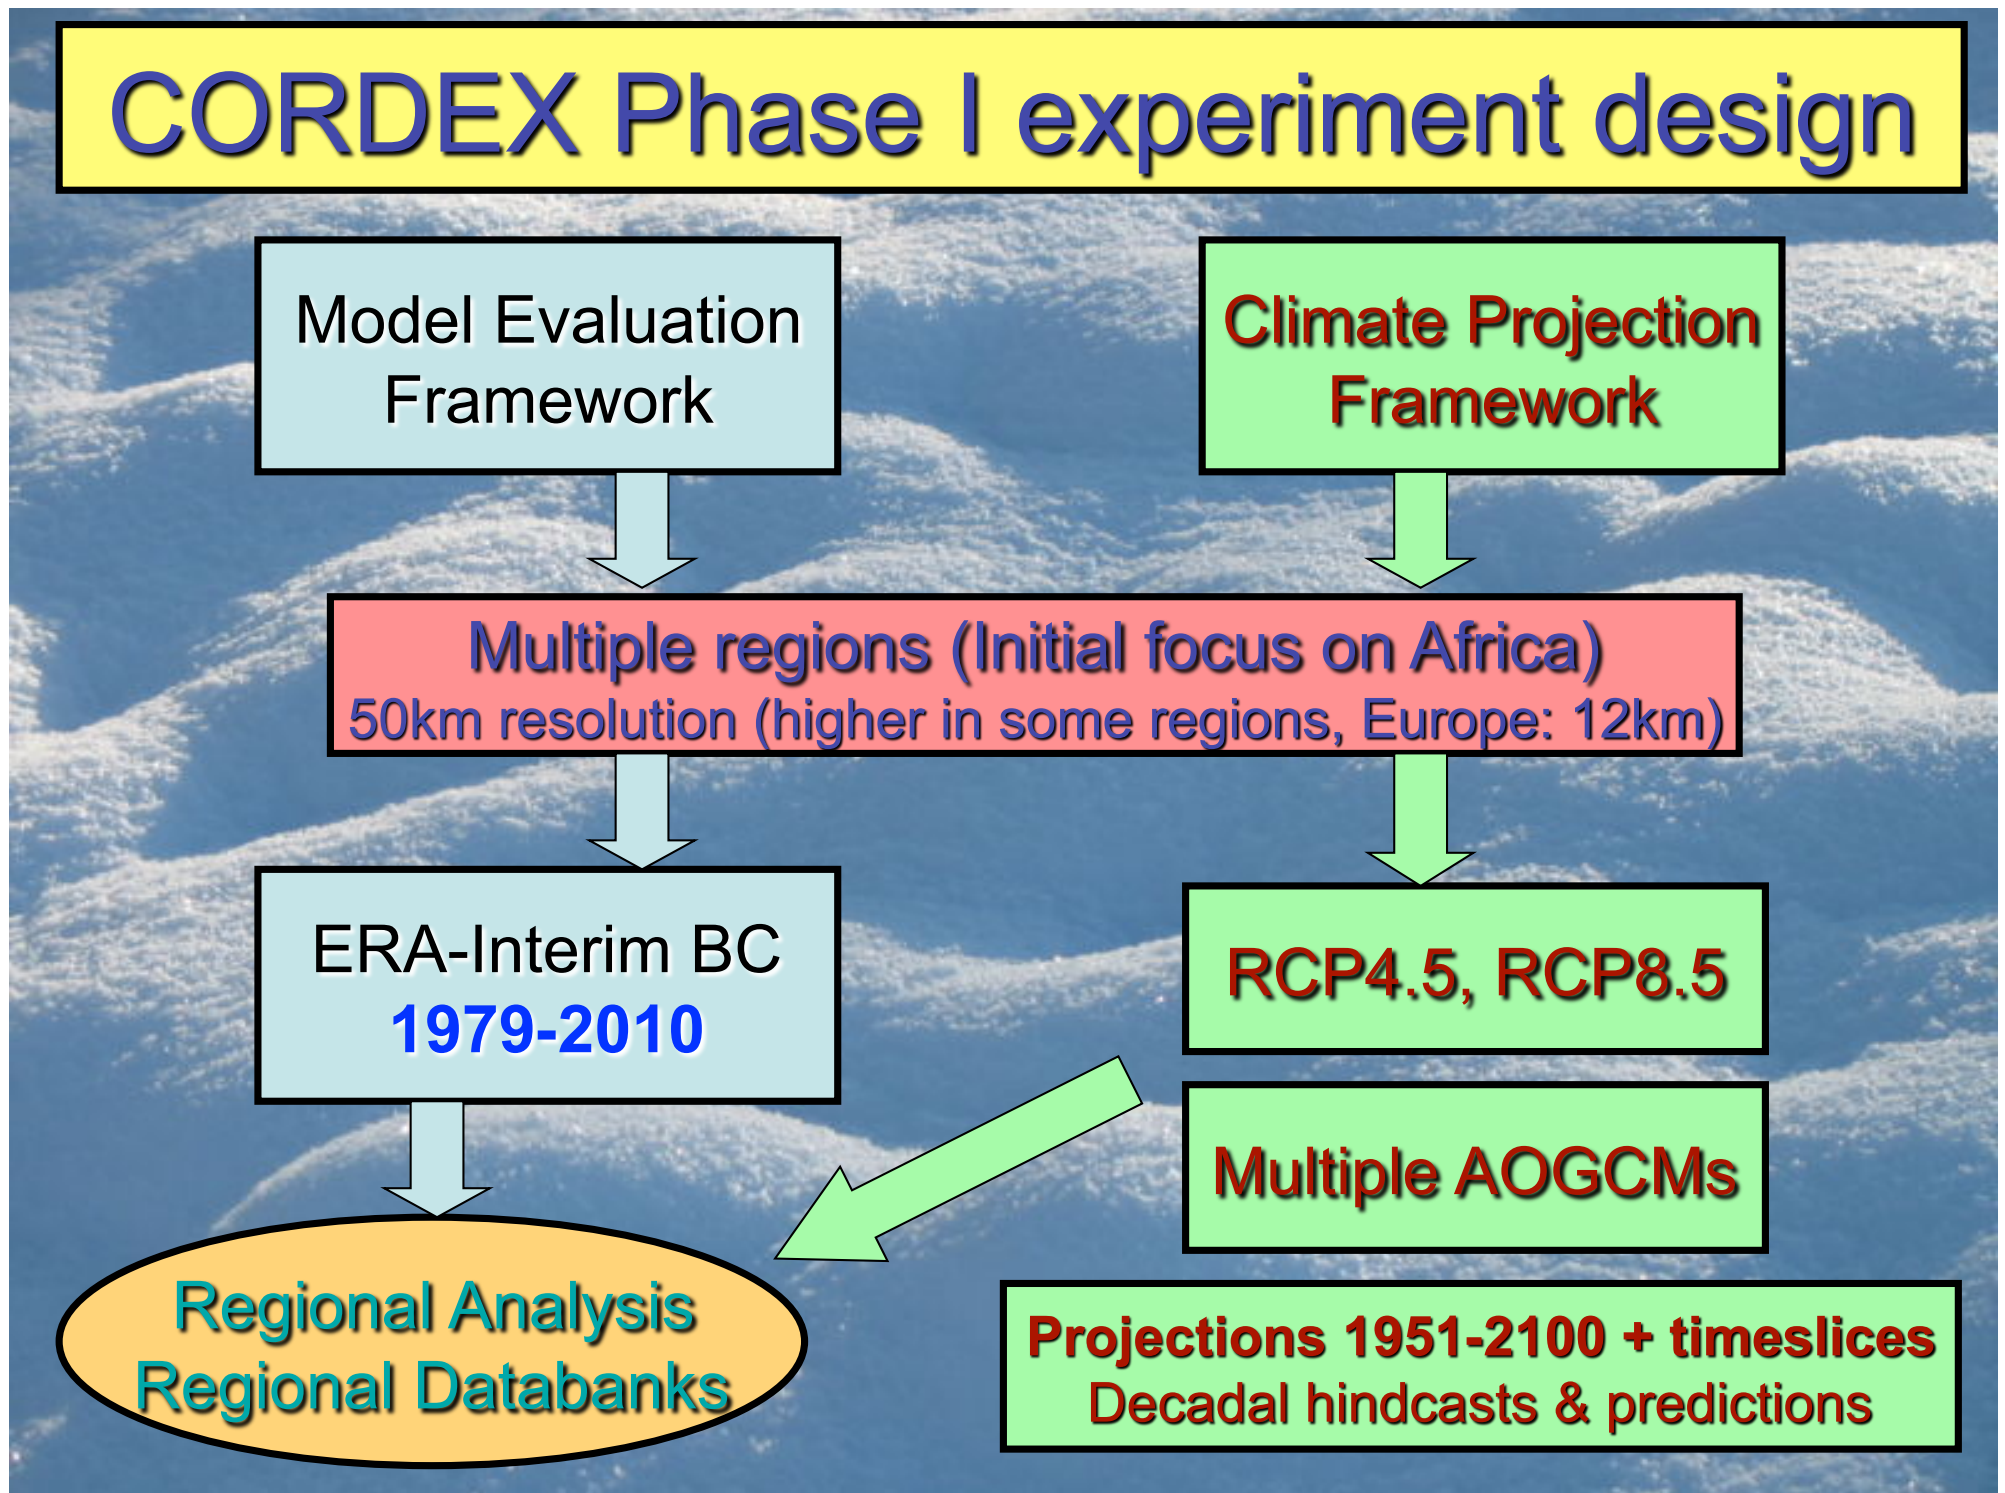 CORDEX Phase I experiment design
Model Evaluation
Framework
Climate Projection
Framework
Multiple regions (Initial focus on Africa)
50km resolution (higher in some regions, Europe: 12km)
ERA-Interim BC
1979-2010
RCP4.5, RCP8.5
Multiple AOGCMs
Regional Analysis
Regional Databanks
Projections 1951-2100 + timeslices
Decadal hindcasts & predictions